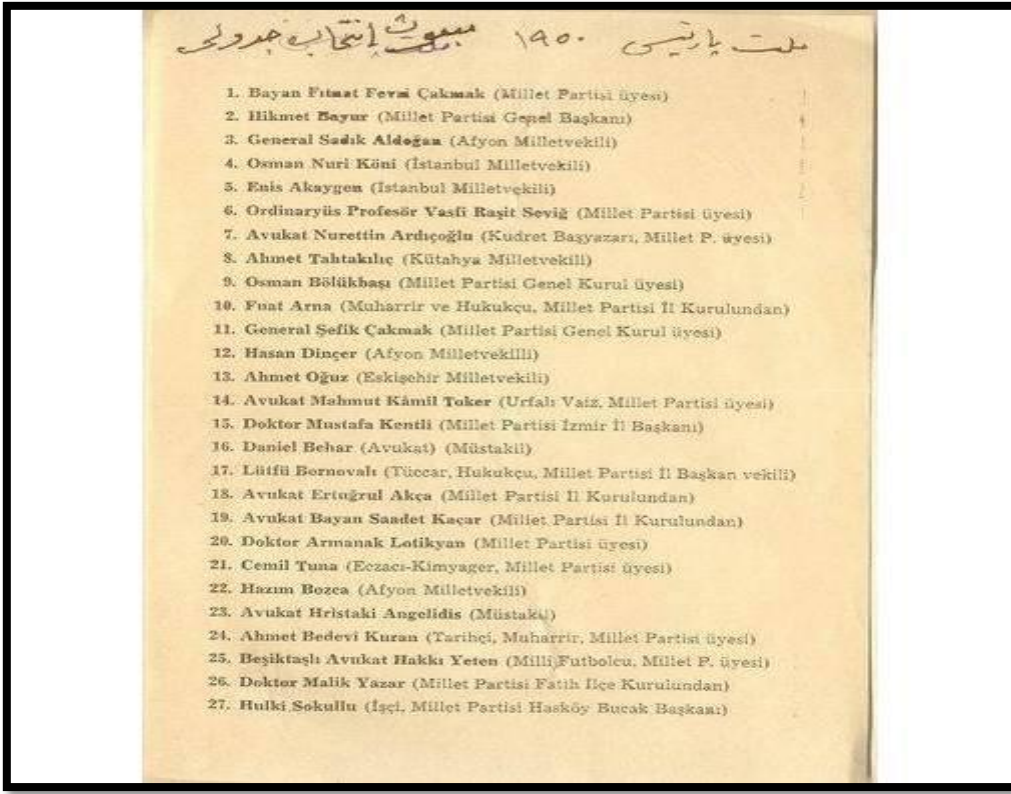 ملت پارتیسی ١٩٥٠ مبعوث إنتخاب جدولی
1. Bayan Fıtnat Fevzi Çakmak (Millet Partisi üyesi)
2. Hikmet Bayur (Millet Partisi Genel Başkanı)
3. General Sadık Aldoğan (Afyon Milletvekili)
4. Osman Nuri Köni (İstanbul Milletvekili)
5. Enis Akaygen (İstanbul Milletvekili)
6. Ordinaryüs Profesör Vasfi Raşit Seviğ (Millet Partisi üyesi)
7. Avukat Nurettin Ardıçoğlu (Kudret Başyazarı, Millet P. üyesi)
8. Ahmet Tahtakılıç (Kütahya Milletvekili)
9. Osman Bölükbaşı (Millet Partisi Genel Kurul üyesi)
10. Fuat Arna (Muharrir ve Hukukçu, Millet Partisi İl Kurulundan)
11. General Şefik Çakmak (Millet Partisi Genel Kurul üyesi)
12. Hasan Dinçer (Afyon Milletvekilli)
13. Ahmet Oğuz (Eskişehir Milletvekili)
14. Avukat Mahmut Kâmil Toker (Urfalı Vaiz, Millet Partisi üyesi)
15. Doktor Mustafa Kentli (Millet Partisi İzmir İl Başkanı)
16. Daniel Behar (Avukat) (Müstakil)
17. Lûtfü Bornovalı (Tüccar, Hukukçu, Millet Partisi İl Başkan vekili)
18. Avukat Ertuğrul Akça (Millet Partisi İl Kurulundan)
19. Avukat Bayan Saadet Kaçar (Millet Partisi İl Kurulundan)
20. Doktor Armanak Lotikyan (Millet Partisi üyesi)
21. Cemil Tuna (Eczacı-Kimyager, Millet Partisi üyesi)
22. Hazım Bozca (Afyon Milletvekili)
23. Avukat Hristaki Angelidis (Müstakil)
24. Ahmet Bedevi Kuran (Tarihçi, Muharrir, Millet Partisi üyesi)
25. Beşiktaşlı Avukat Hakkı Yeten (Milli Futbolcu, Millet P. üyesi)
26. Doktor Malik Yazar (Millet Partisi Fatih İlçe Kurulundan)
27. Hulki Sokullu (İşçi, Millet Partisi Hasköy Bucak Başkanı)